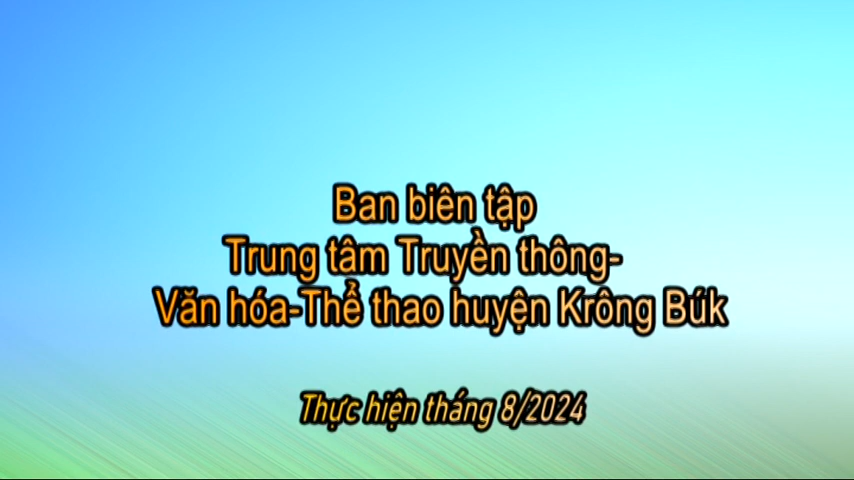 Ban biên tập
Trung tâm Truyền thông-
Văn hóa-Thể thao huyện Krông Búk
Thực hiện tháng 8/2024